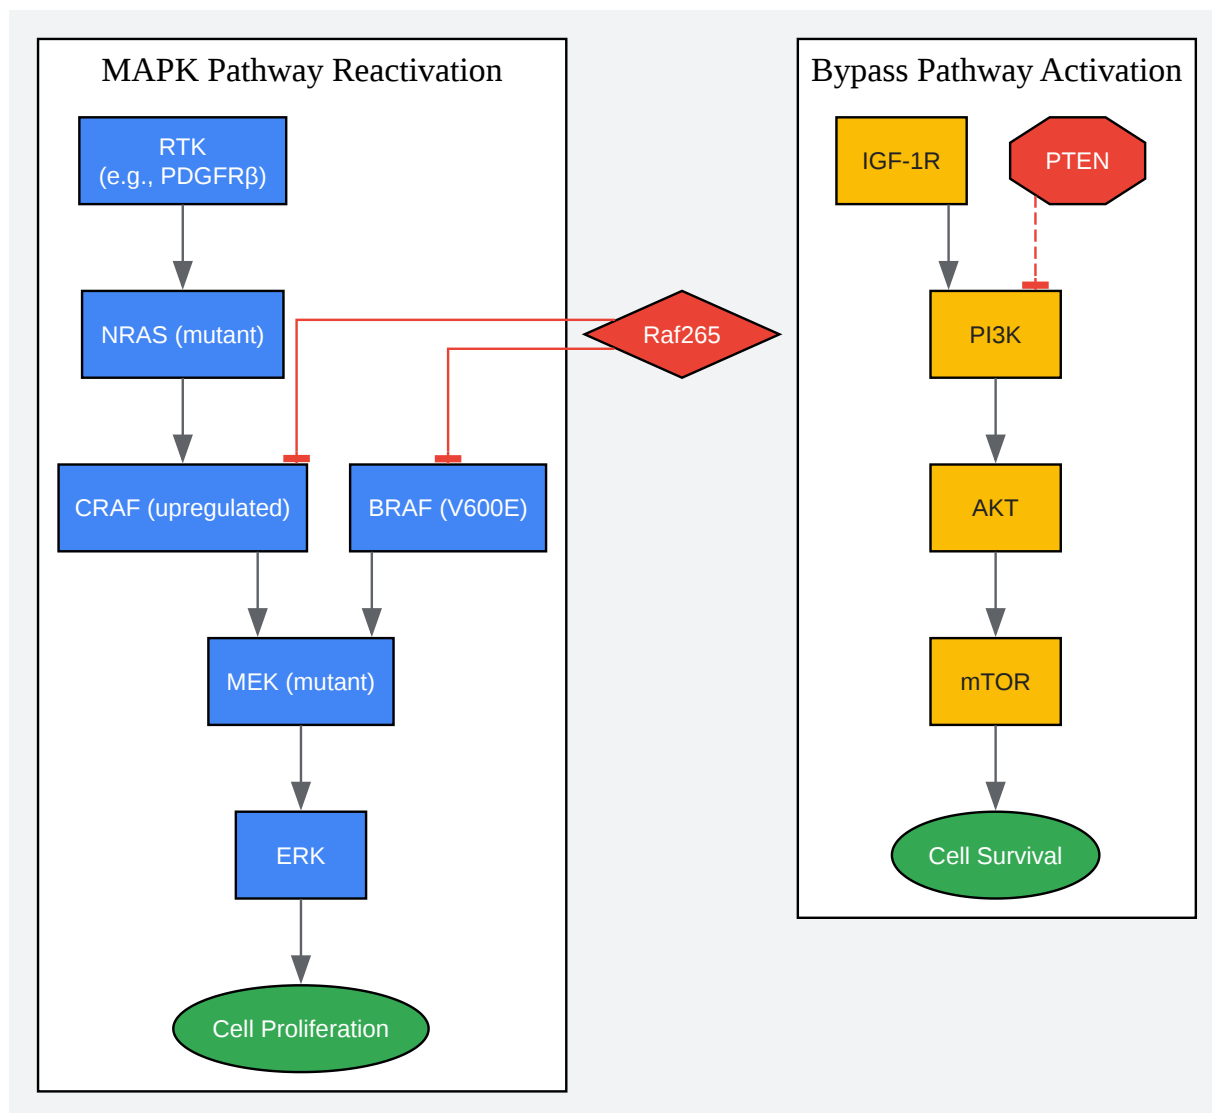 MAPK Pathway Reactivation
RTK
(e.g., PDGFRβ)
NRAS (mutant)
CRAF (upregulated)
BRAF (V600E)
MEK (mutant)
ERK
Cell Proliferation
Raf265
Bypass Pathway Activation
IGF-1R
PTEN
PI3K
AKT
mTOR
Cell Survival